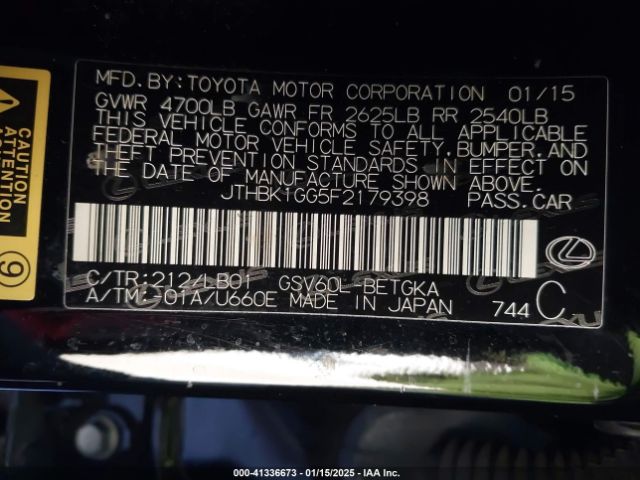 MFD. BY: TOYOTA MOTOR CORPORATION 01/15
GVWR 4700LB GAWR FR 2625LB RR 2540LB
THIS VEHICLE CONFORMS TO ALL APPLICABLE
FEDERAL MOTOR VEHICLE SAFETY, BUMPER, AND
THEFT PREVENTION STANDARDS IN EFFECT ON
THE DATE OF MANUFACTURE SHOWN ABOVE.
JTHBK1GG5F2179398 PASS. CAR
C/TR: 212/LB01 GSV60L-BETGKA
A/TM: -01A/U660E MADE IN JAPAN 744 C
CAUTION
ATTENTION
9
000-41336673 — 01/15/2025 — IAAI Inc.